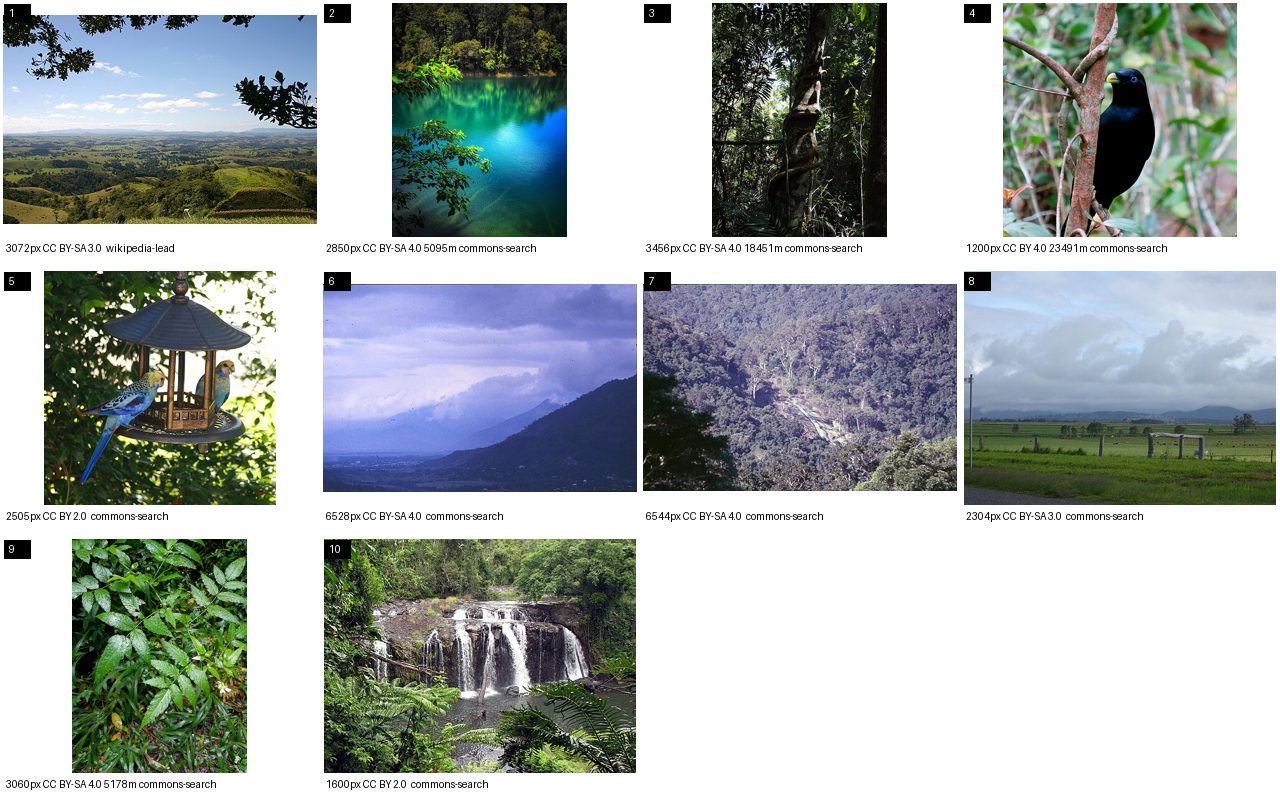 1
2
3
4
3072px CC BY-SA 3.0 wikipedia-lead
2850px CC BY-SA 4.0 5095m commons-search
3456px CC BY-SA 4.0 18451m commons-search
1200px CC BY 4.0 23491m commons-search
5
6
7
8
2505px CC BY 2.0 commons-search
6528px CC BY-SA 4.0 commons-search
6544px CC BY-SA 4.0 commons-search
2304px CC BY-SA 3.0 commons-search
9
10
3060px CC BY-SA 4.0 5178m commons-search
1600px CC BY 2.0 commons-search